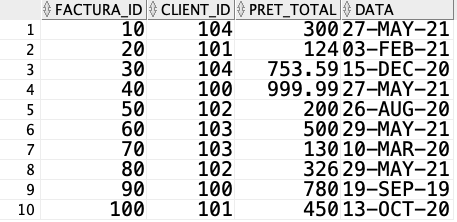 FACTURA_ID CLIENT_ID PRET_TOTAL DATA
1 10 104 300 27-MAY-21
2 20 101 124 03-FEB-21
3 30 104 753.59 15-DEC-20
4 40 100 999.99 27-MAY-21
5 50 102 200 26-AUG-20
6 60 103 500 29-MAY-21
7 70 103 130 10-MAR-20
8 80 102 326 29-MAY-21
9 90 100 780 19-SEP-19
10 100 101 450 13-OCT-20